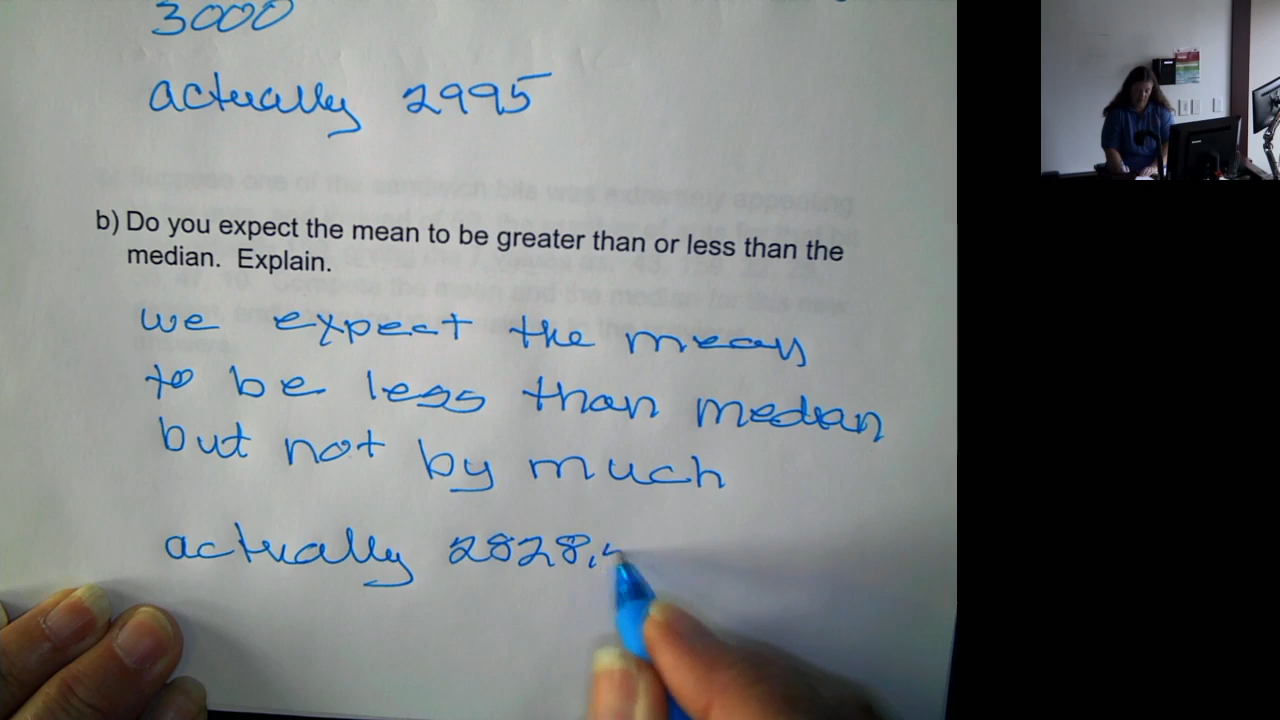 3000
actually 2995
b) Do you expect the mean to be greater than or less than the
median. Explain.
we expect the mean
to be less than median
but not by much
actually 2828.